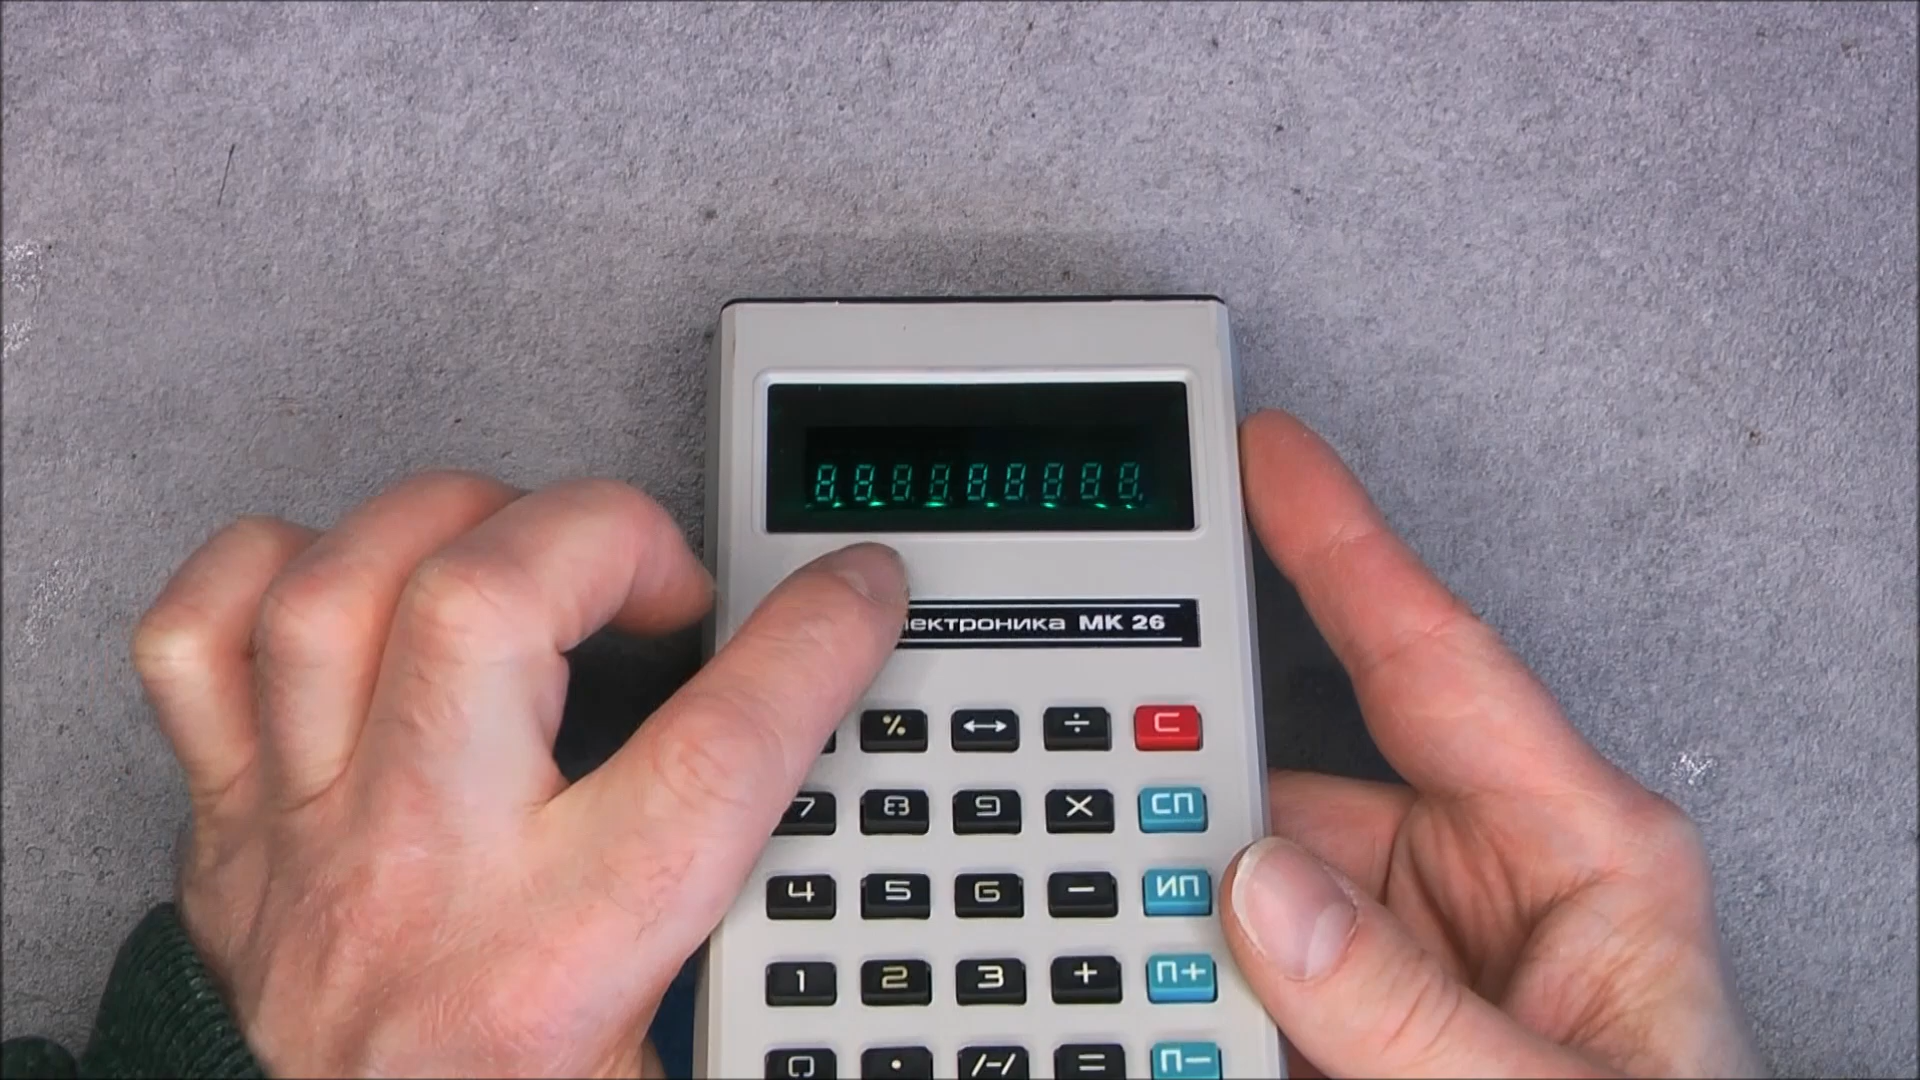 8.8.8.8.8.8.8.8.8.
лектроника МК 26
% ↔ ÷ C
7 8 9 × СП
4 5 6 − ИП
1 2 3 + П+
0 . /-/ = П−